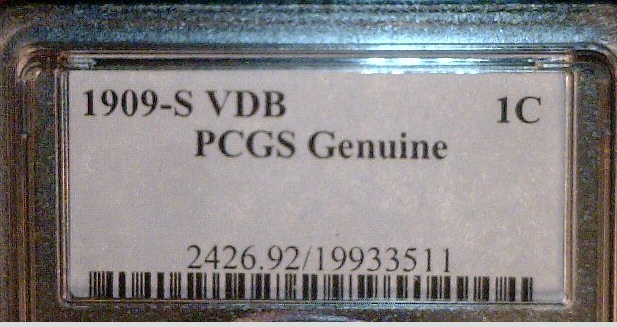 1909-S VDB 1C
PCGS Genuine
2426.92/19933511